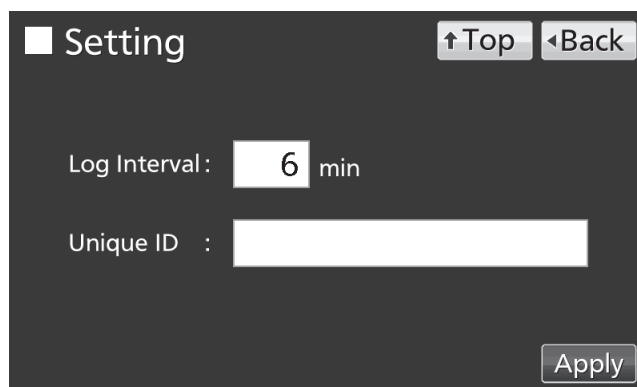 Setting
↑Top
◂Back
Log Interval :
6 min
Unique ID :
Apply